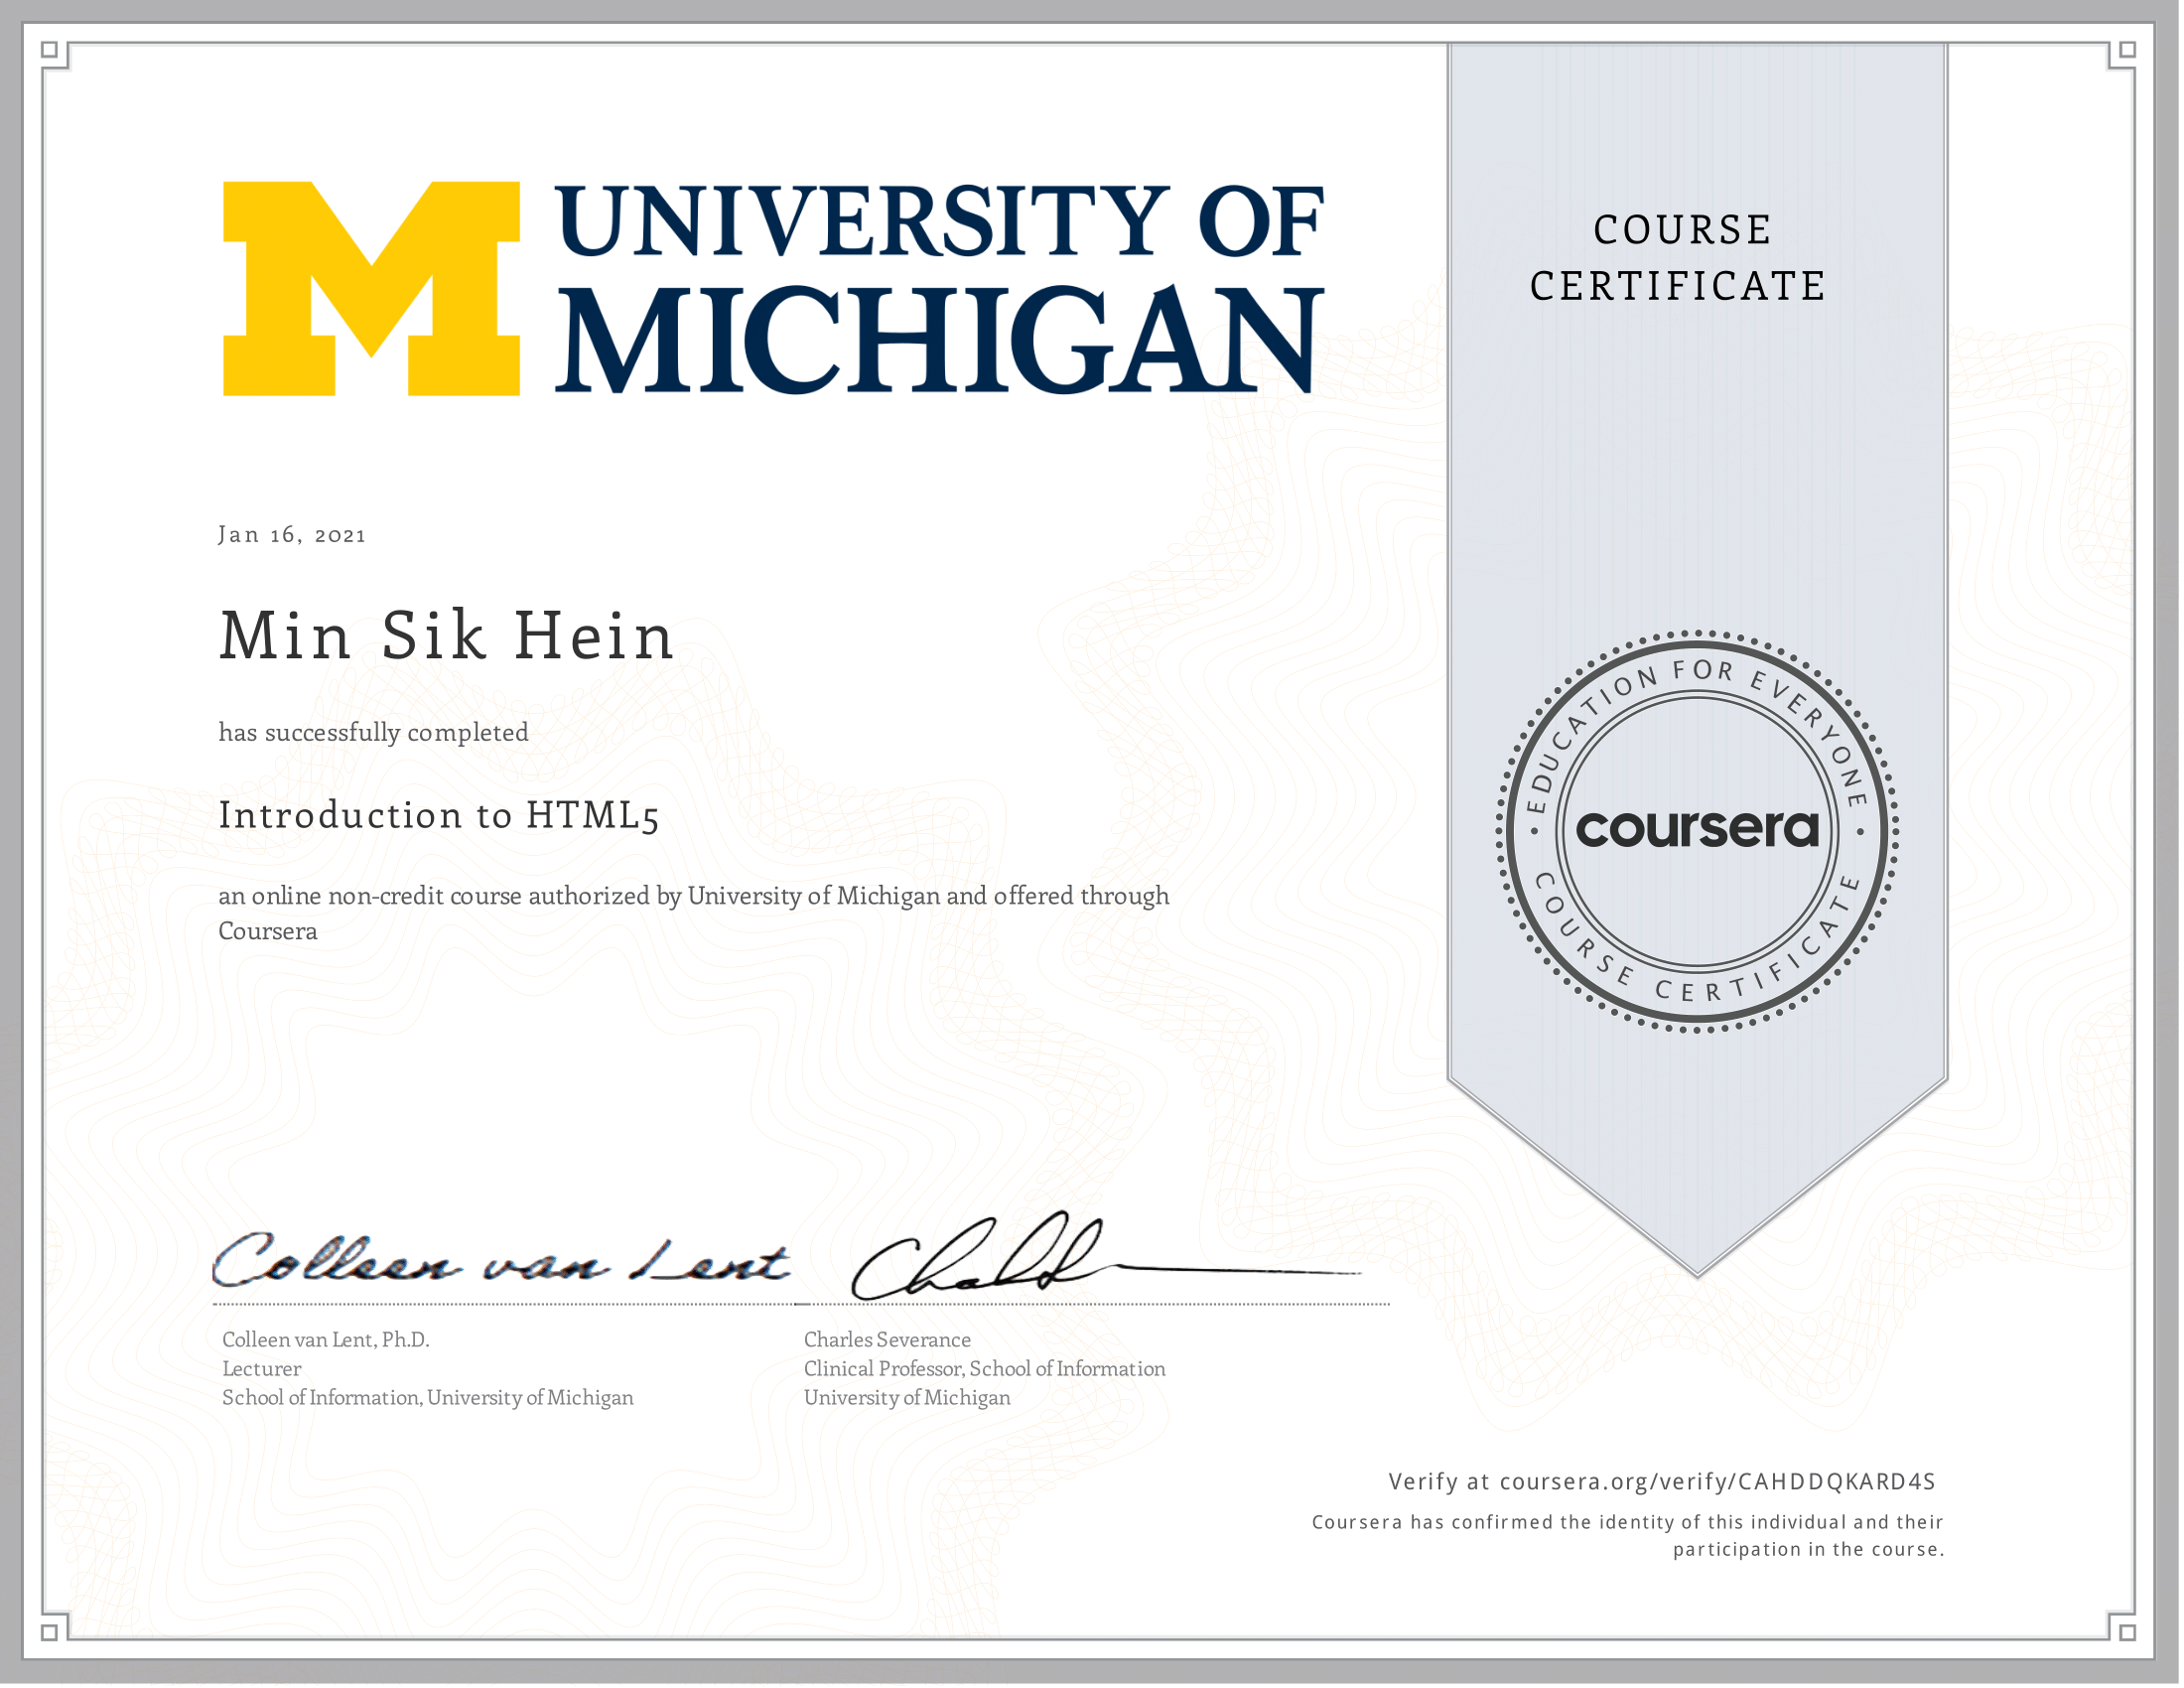 M UNIVERSITY OF
MICHIGAN
COURSE
CERTIFICATE
Jan 16, 2021
Min Sik Hein
has successfully completed
Introduction to HTML5
an online non-credit course authorized by University of Michigan and offered through
Coursera
EDUCATION FOR EVERYONE
coursera
COURSE CERTIFICATE
Colleen van Lent
Colleen van Lent, Ph.D.
Lecturer
School of Information, University of Michigan
Charles Severance
Clinical Professor, School of Information
University of Michigan
Verify at coursera.org/verify/CAHDDQKARD4S
Coursera has confirmed the identity of this individual and their
participation in the course.